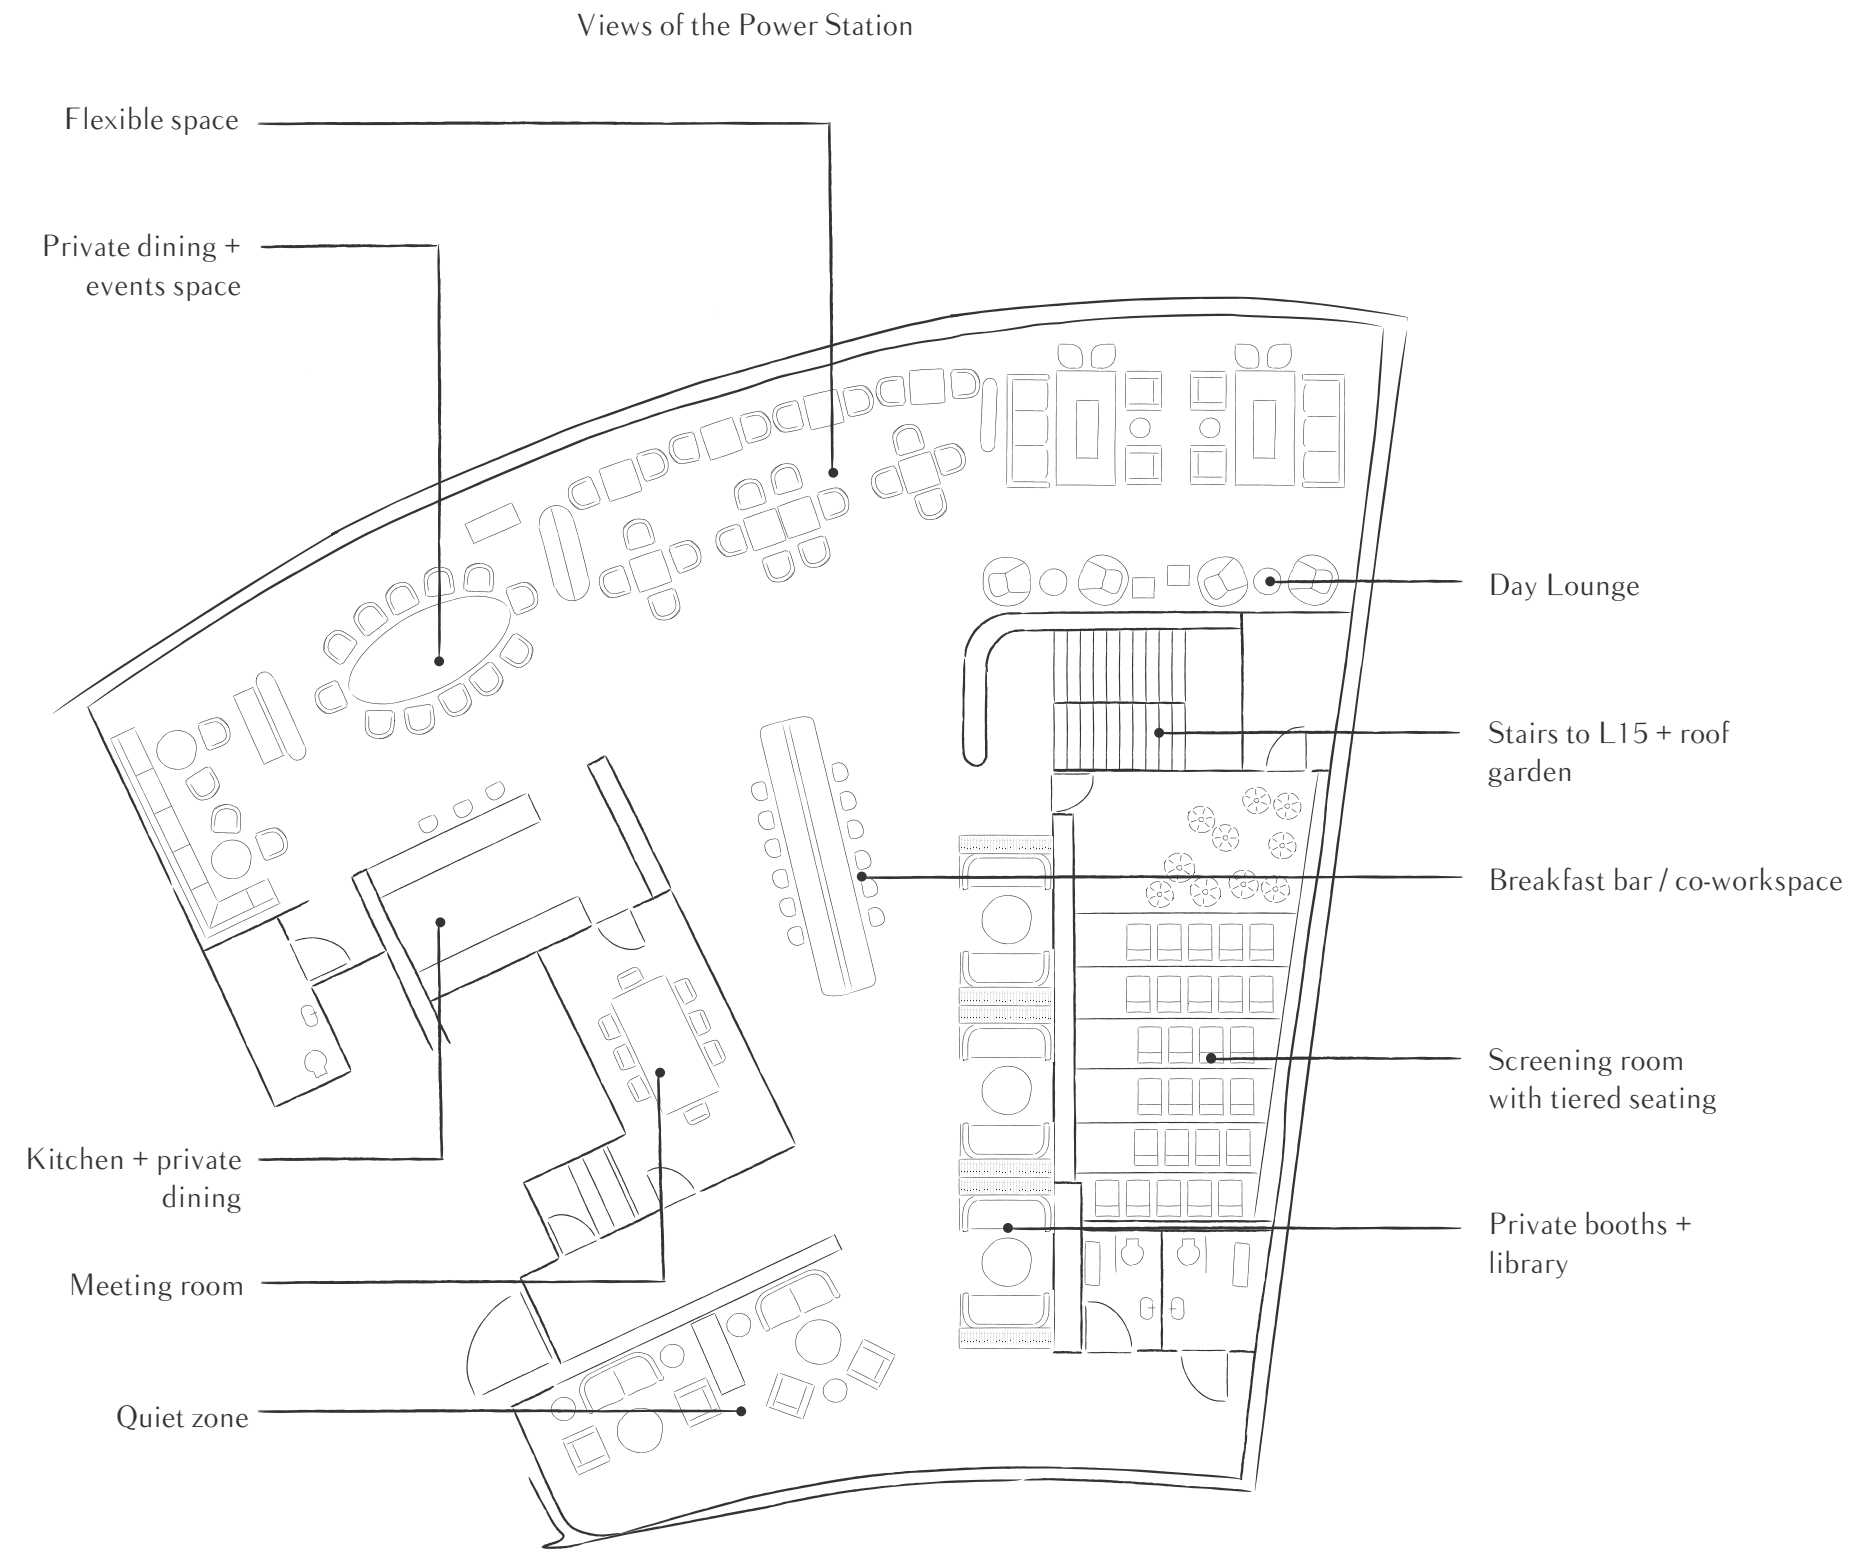 Views of the Power Station
Flexible space
Private dining +
events space
Day Lounge
Stairs to L15 + roof
garden
Breakfast bar / co-workspace
Screening room
with tiered seating
Kitchen + private
dining
Private booths +
library
Meeting room
Quiet zone